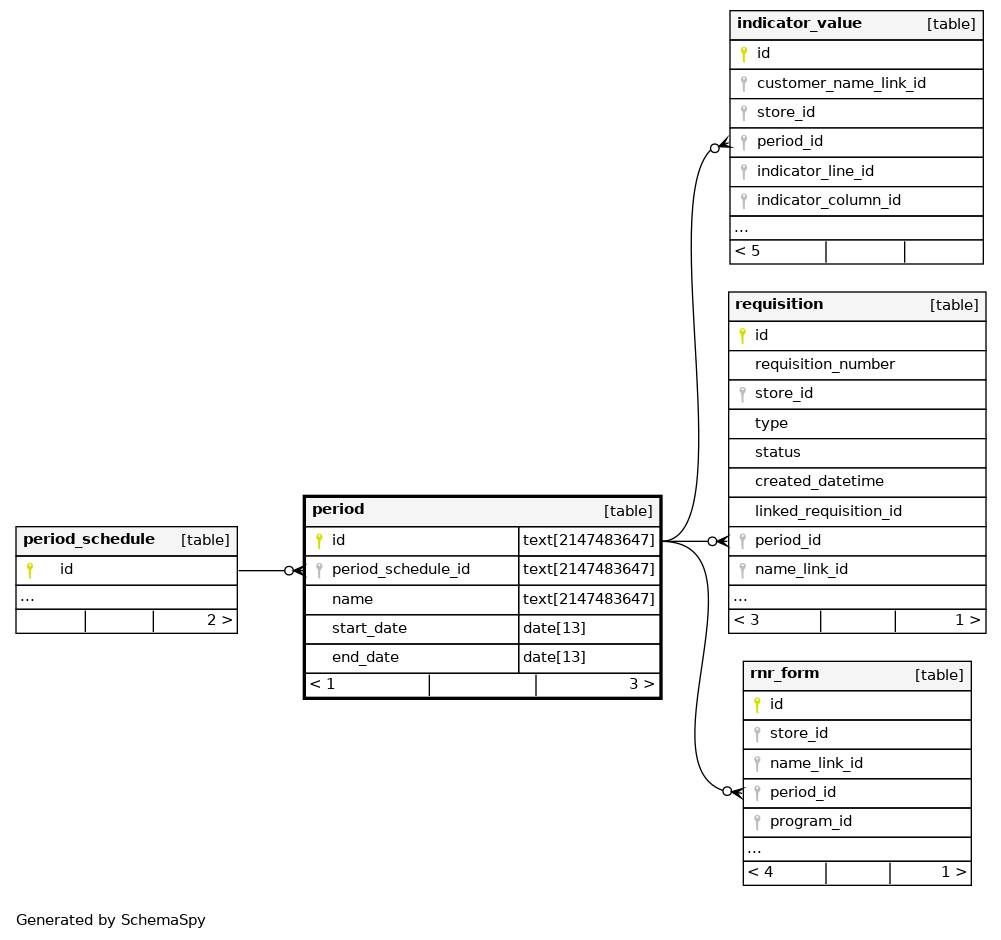 indicator_value [table]
id
customer_name_link_id
store_id
period_id
indicator_line_id
indicator_column_id
...
< 5
requisition [table]
id
requisition_number
store_id
type
status
created_datetime
linked_requisition_id
period_id
name_link_id
...
< 3 1 >
period_schedule [table]
id
...
2 >
period [table]
id text[2147483647]
period_schedule_id text[2147483647]
name text[2147483647]
start_date date[13]
end_date date[13]
< 1 3 >
rnr_form [table]
id
store_id
name_link_id
period_id
program_id
...
< 4 1 >
Generated by SchemaSpy